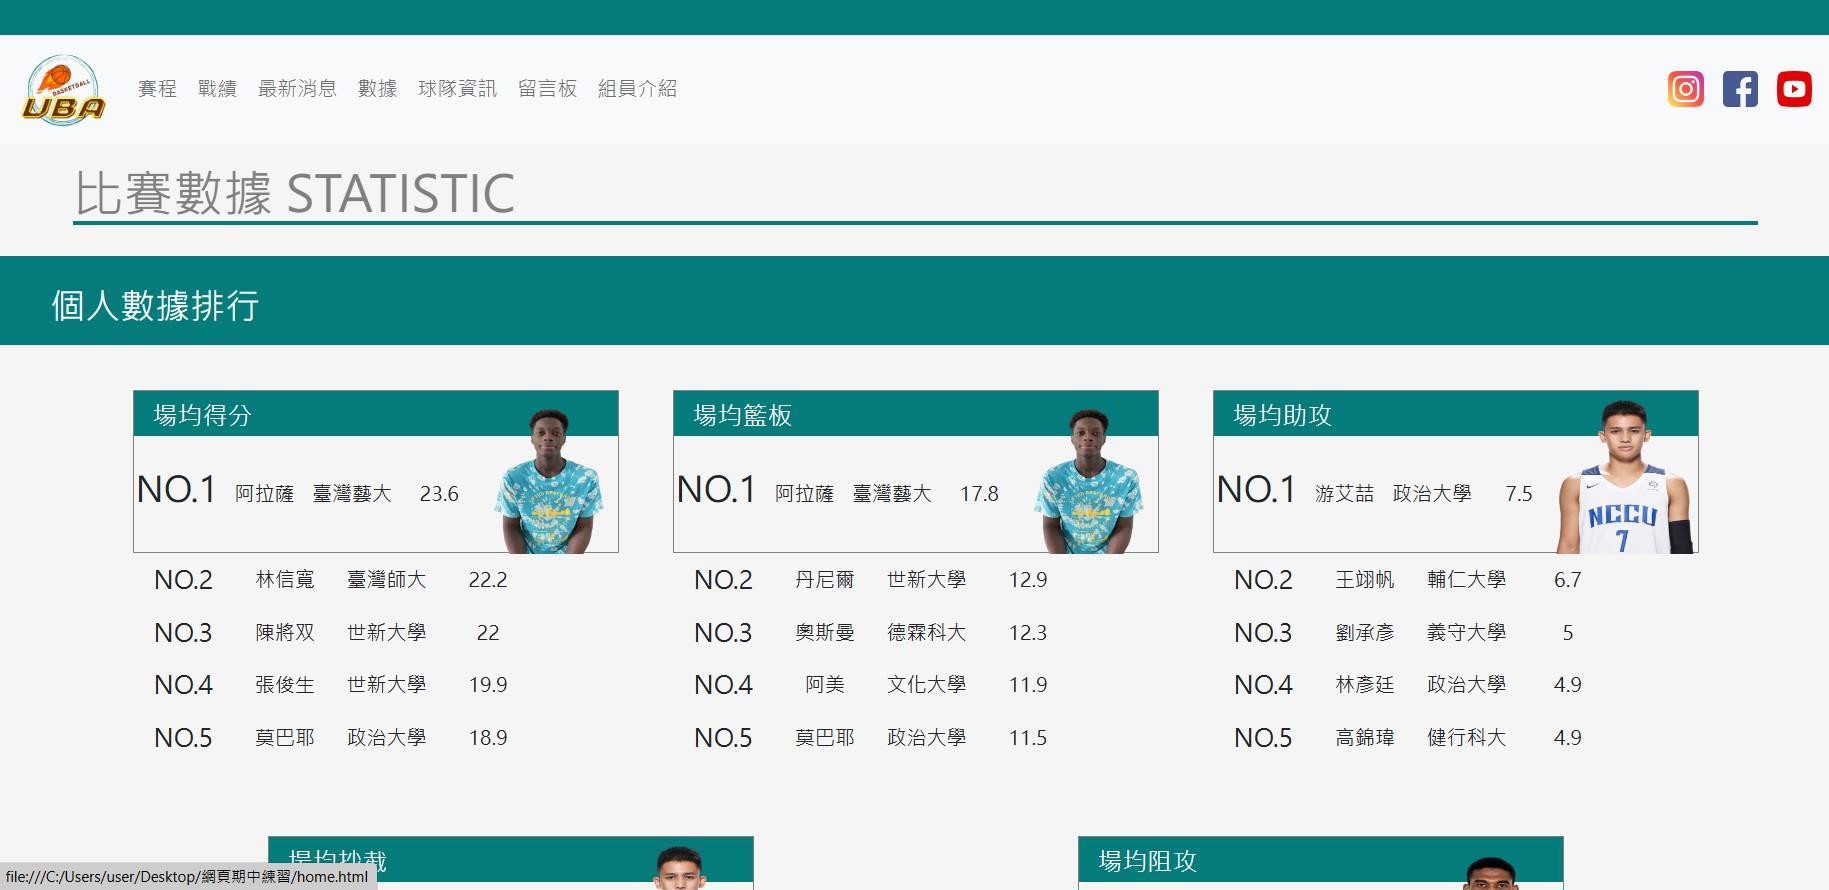 BASKETBALL
UBA
賽程 戰績 最新消息 數據 球隊資訊 留言板 組員介紹
比賽數據 STATISTIC
個人數據排行
場均得分
NO.1 阿拉薩 臺灣藝大 23.6
NO.2 林信寬 臺灣師大 22.2
NO.3 陳將双 世新大學 22
NO.4 張俊生 世新大學 19.9
NO.5 莫巴耶 政治大學 18.9
場均籃板
NO.1 阿拉薩 臺灣藝大 17.8
NO.2 丹尼爾 世新大學 12.9
NO.3 奧斯曼 德霖科大 12.3
NO.4 阿美 文化大學 11.9
NO.5 莫巴耶 政治大學 11.5
場均助攻
NO.1 游艾喆 政治大學 7.5
NCCU
7
NO.2 王翊帆 輔仁大學 6.7
NO.3 劉承彥 義守大學 5
NO.4 林彥廷 政治大學 4.9
NO.5 高錦瑋 健行科大 4.9
場均抄截
場均阻攻
file:///C:/Users/user/Desktop/網頁期中練習/home.html